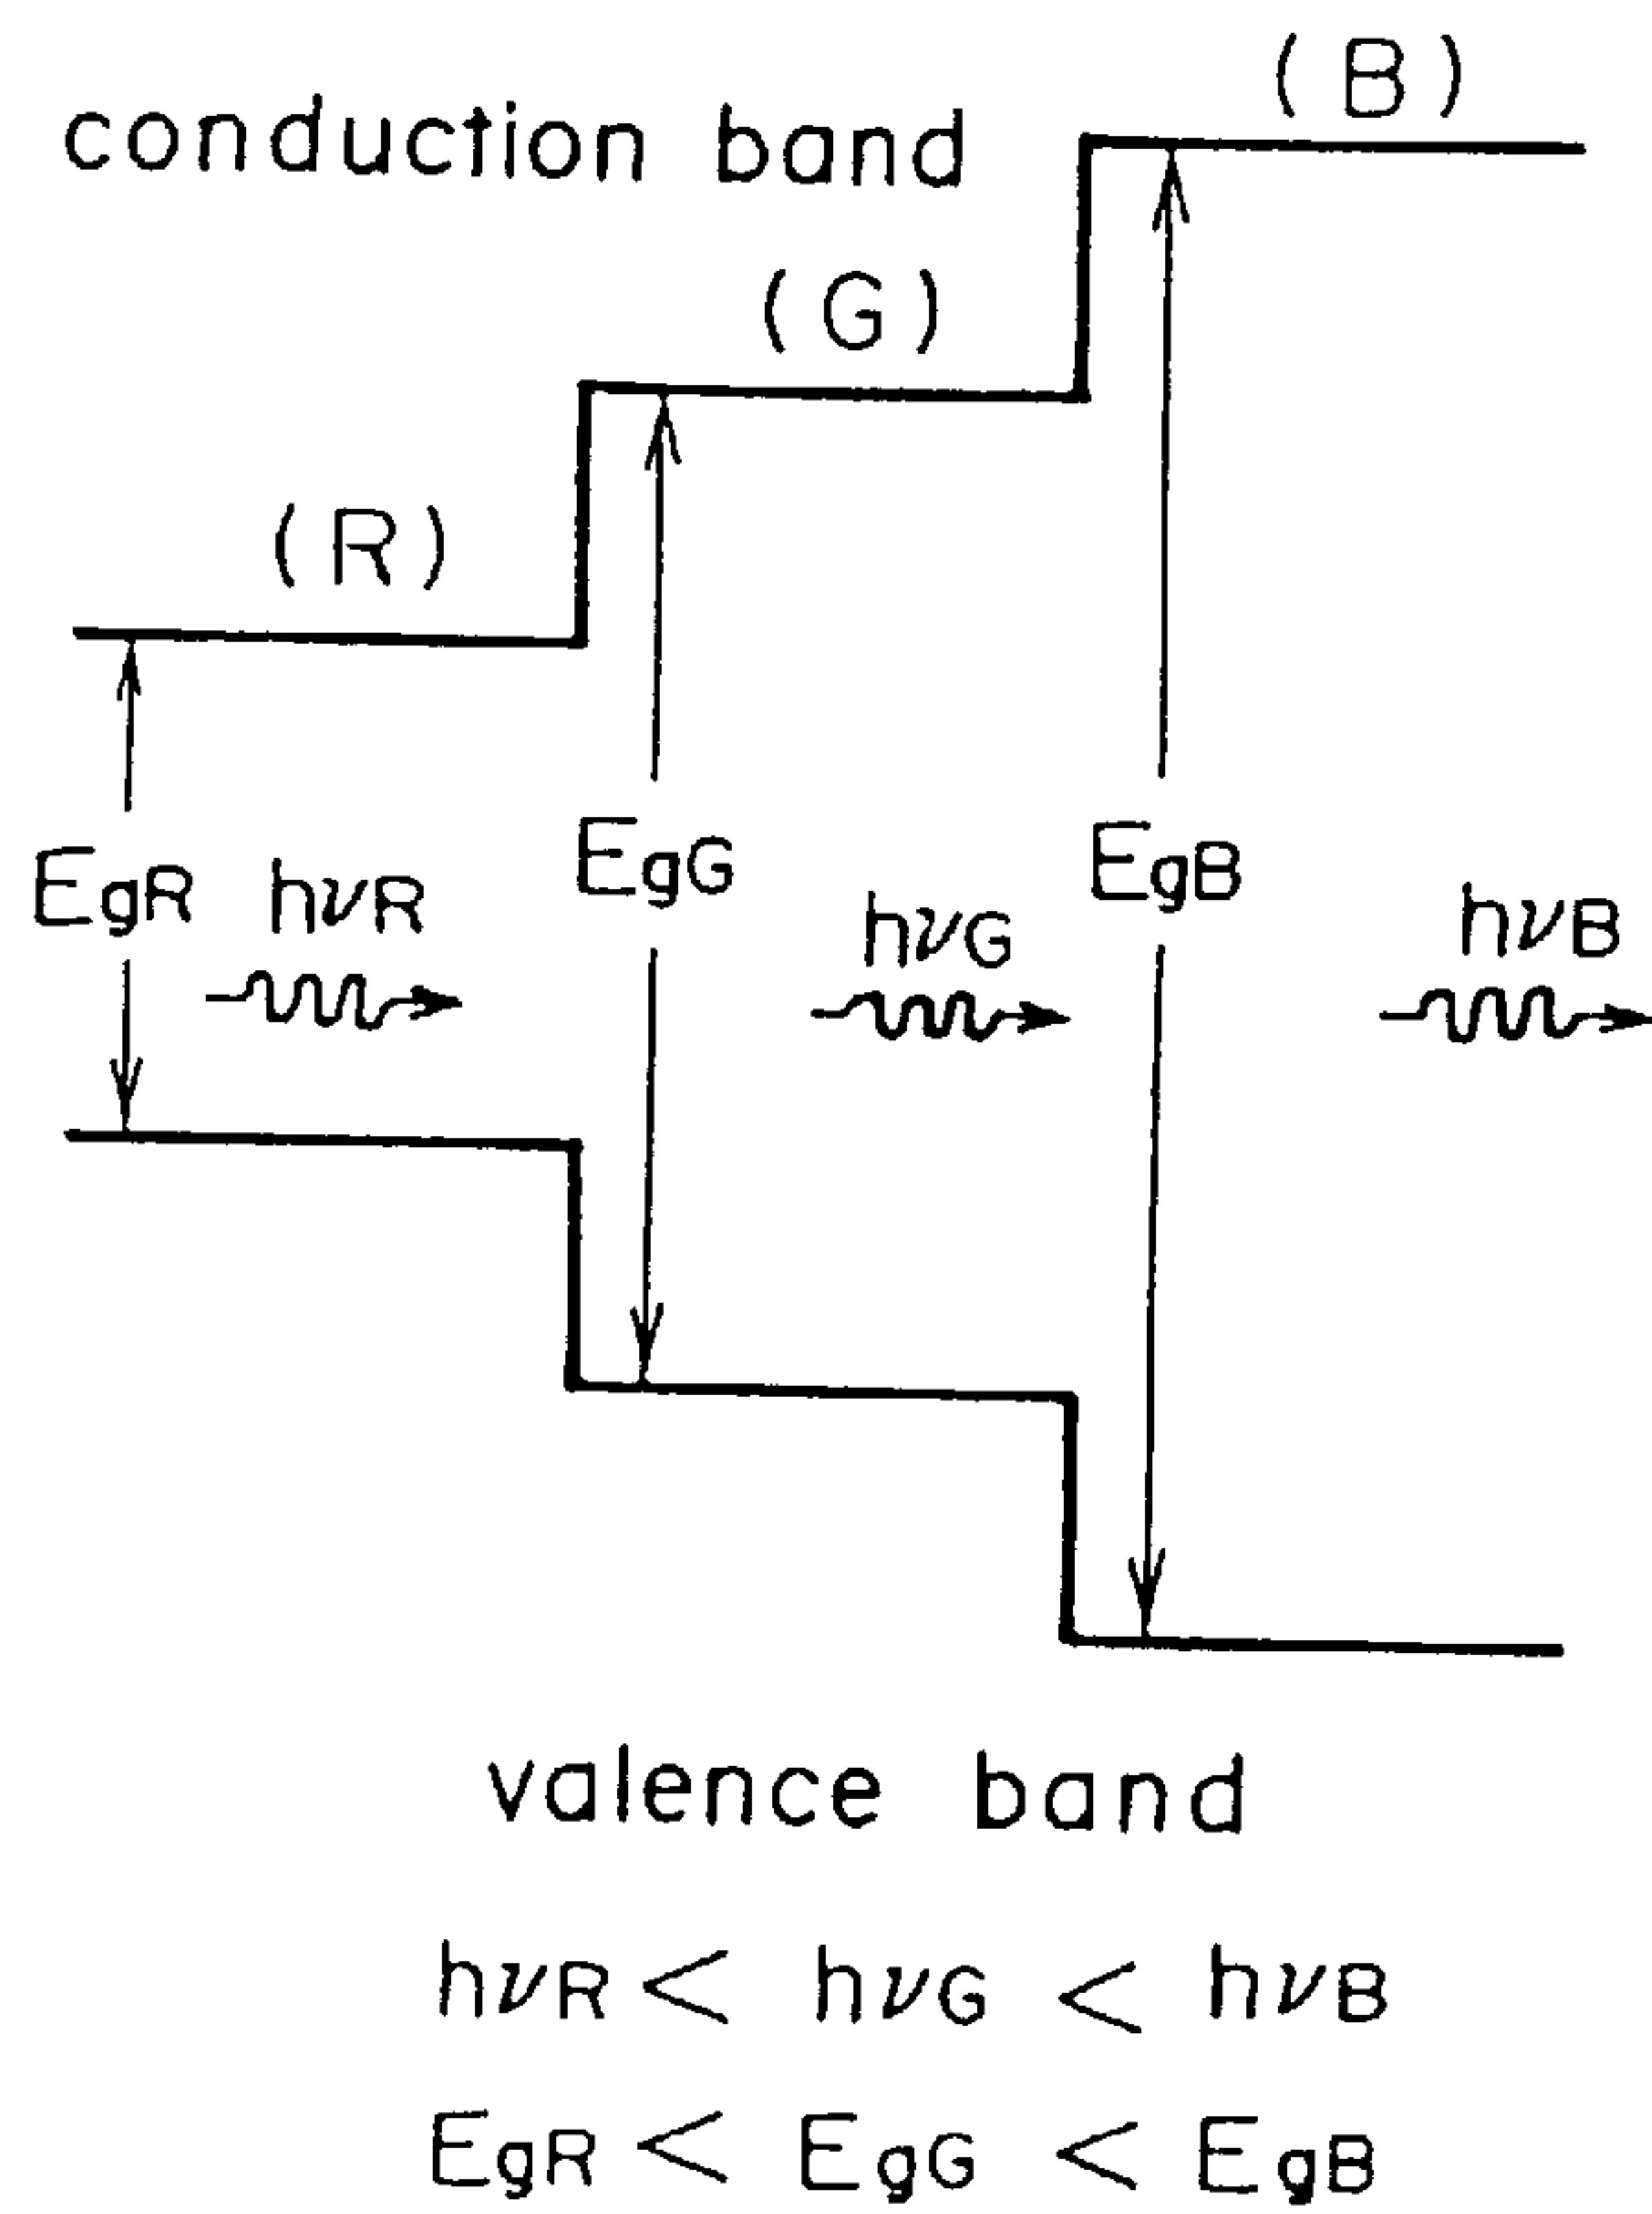 (B)
conduction band
(G)
(R)
EgR hνR
EgG
hνG
EgB
hνB
valence band
hνR < hνG < hνB
EgR < EgG < EgB